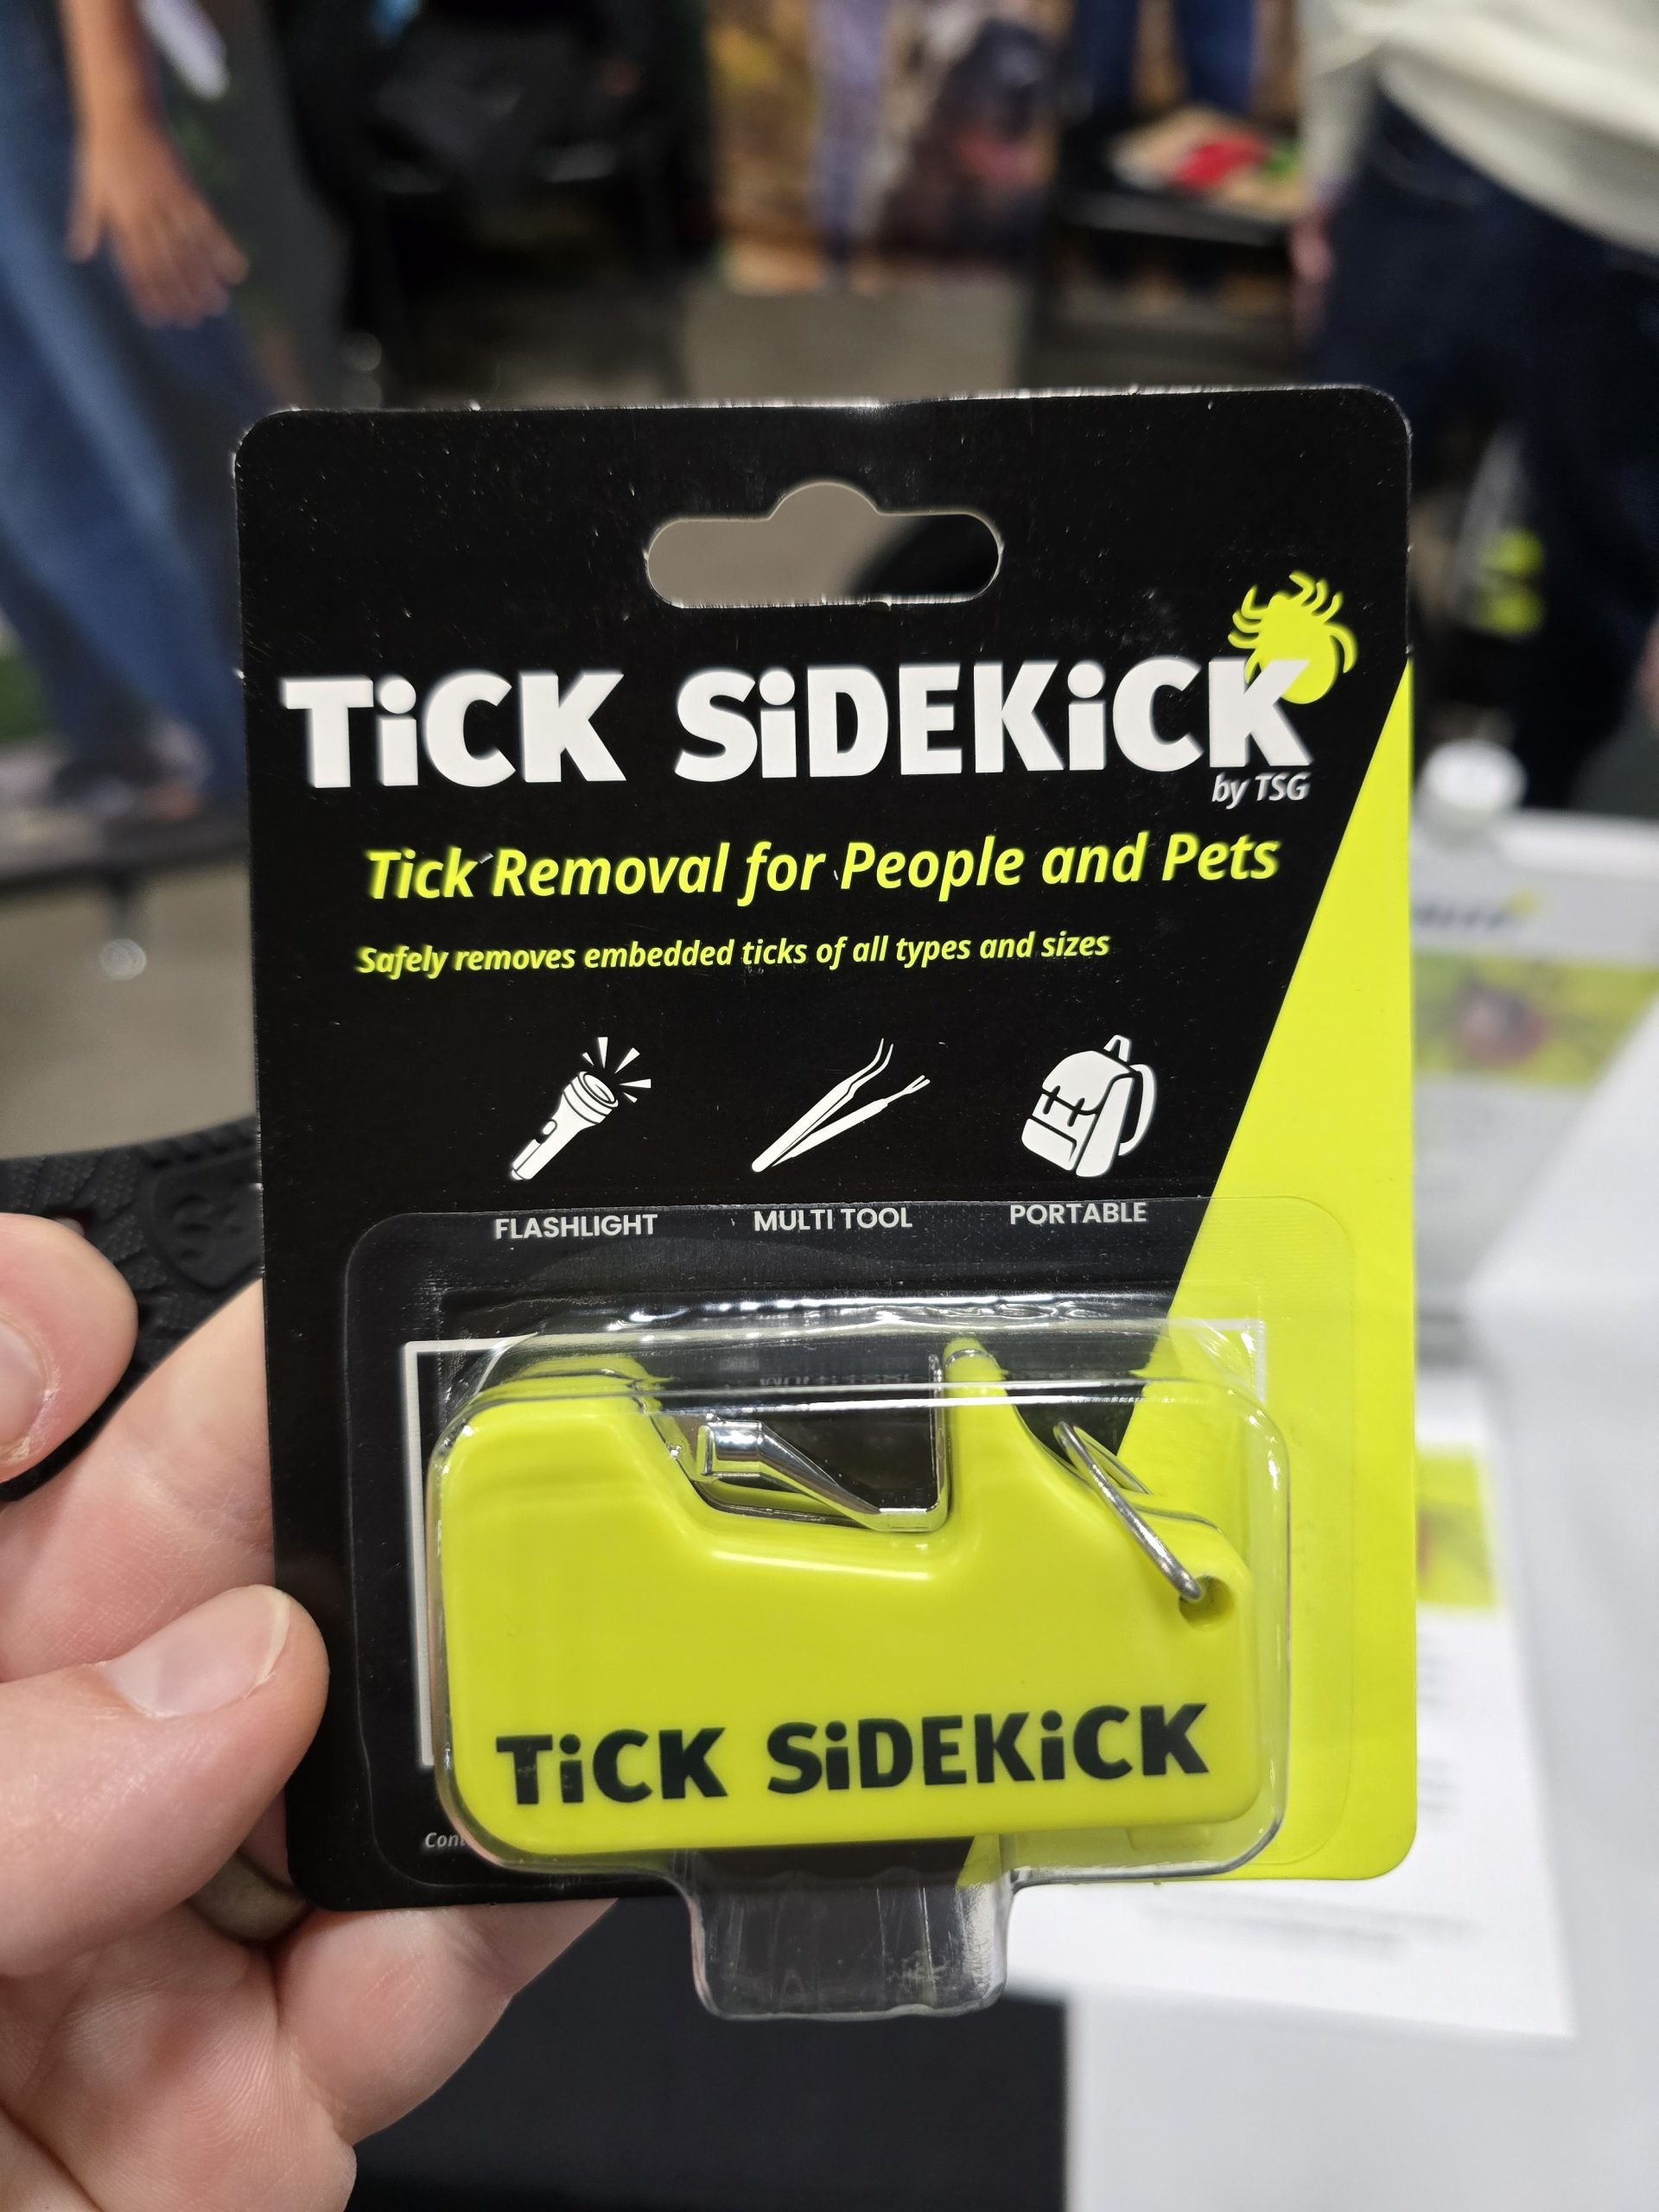 TiCK SiDEKiCK
by TSG
Tick Removal for People and Pets
Safely removes embedded ticks of all types and sizes
FLASHLIGHT MULTI TOOL PORTABLE
TiCK SiDEKiCK